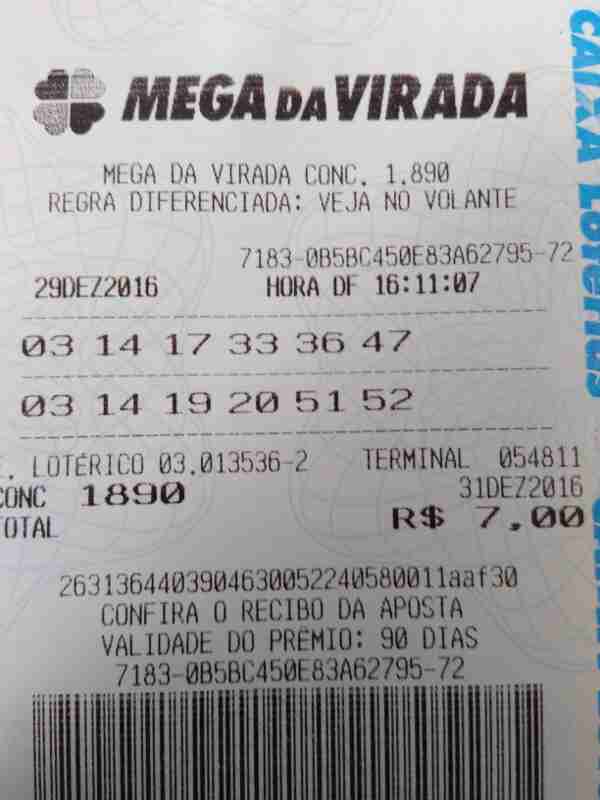 MEGA DA VIRADA
MEGA DA VIRADA CONC. 1.890
REGRA DIFERENCIADA: VEJA NO VOLANTE
7183-0B5BC450E83A62795-72
29DEZ2016 HORA DF 16:11:07
03 14 17 33 36 47
03 14 19 20 51 52
. LOTÉRICO 03.013536-2 TERMINAL 054811
CONC 1890 31DEZ2016
TOTAL R$ 7,00
2631364403904630052240580011aaf30
CONFIRA O RECIBO DA APOSTA
VALIDADE DO PRÊMIO: 90 DIAS
7183-0B5BC450E83A62795-72
CAIXA Loterias